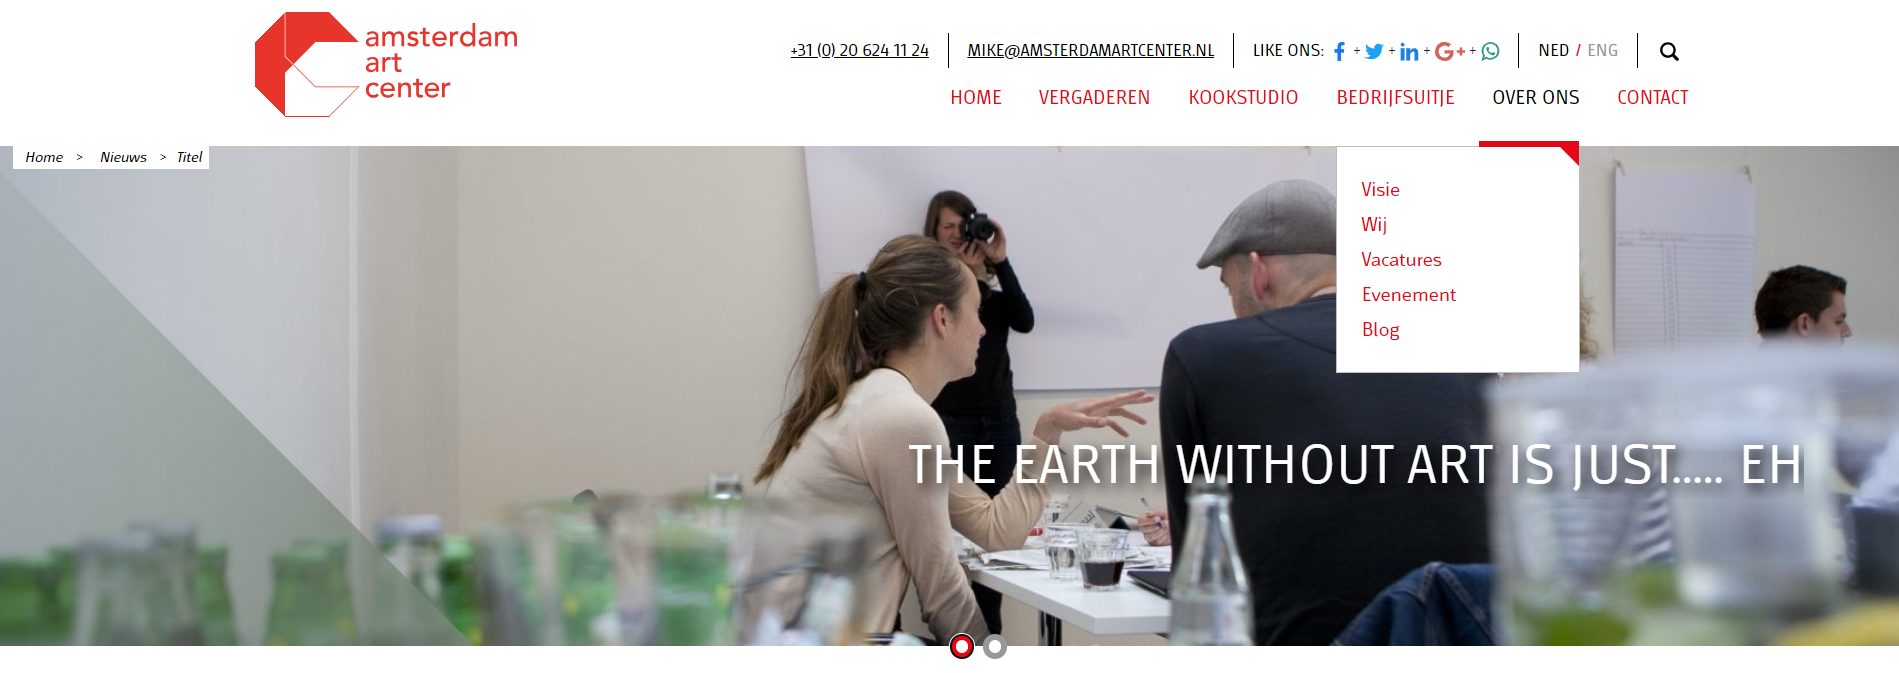 amsterdam
art
center
+31 (0) 20 624 11 24
MIKE@AMSTERDAMARTCENTER.NL
LIKE ONS: + + + +
NED / ENG
HOME VERGADEREN KOOKSTUDIO BEDRIJFSUITJE OVER ONS CONTACT
Home > Nieuws > Titel
Visie
Wij
Vacatures
Evenement
Blog
THE EARTH WITHOUT ART IS JUST..... EH